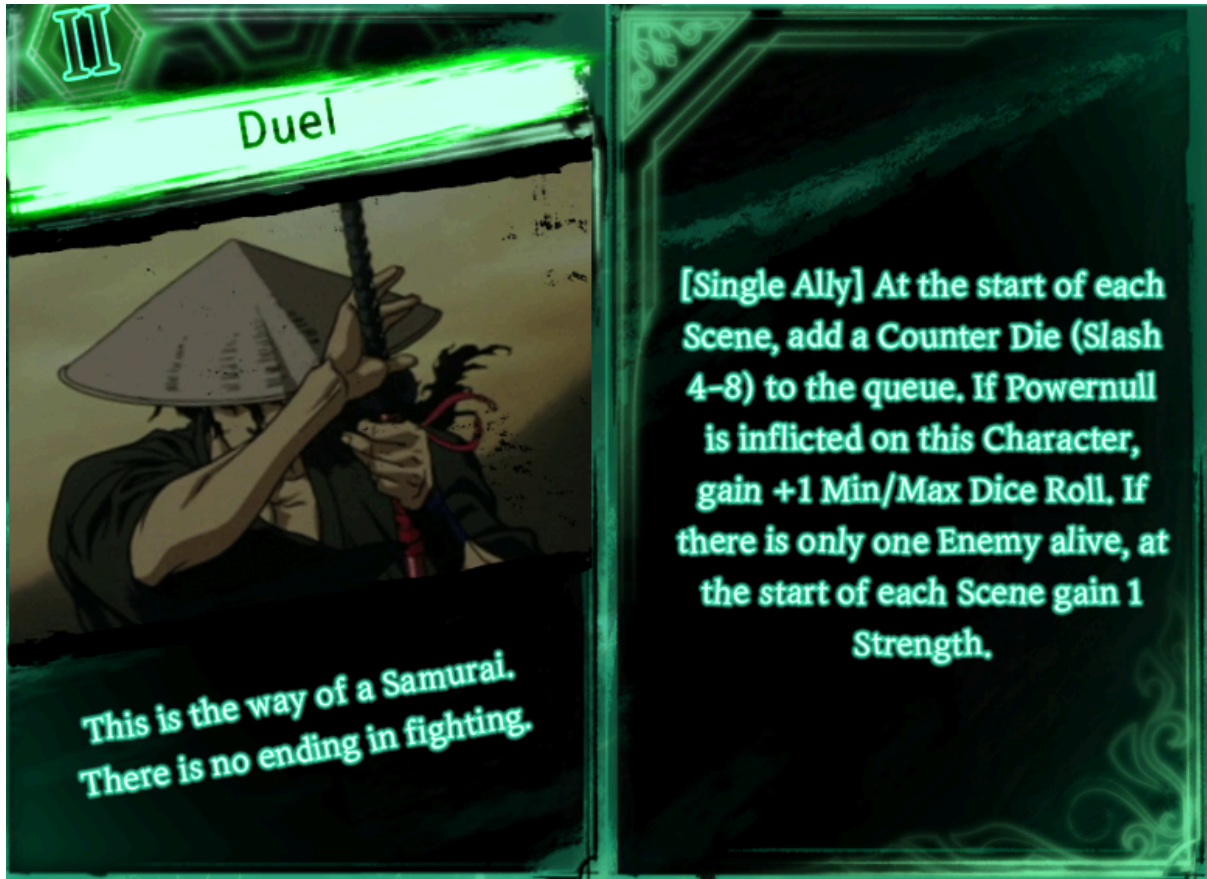 II
Duel
This is the way of a Samurai.
There is no ending in fighting.
[Single Ally] At the start of each
Scene, add a Counter Die (Slash
4-8) to the queue. If Powernull
is inflicted on this Character,
gain +1 Min/Max Dice Roll. If
there is only one Enemy alive, at
the start of each Scene gain 1
Strength.